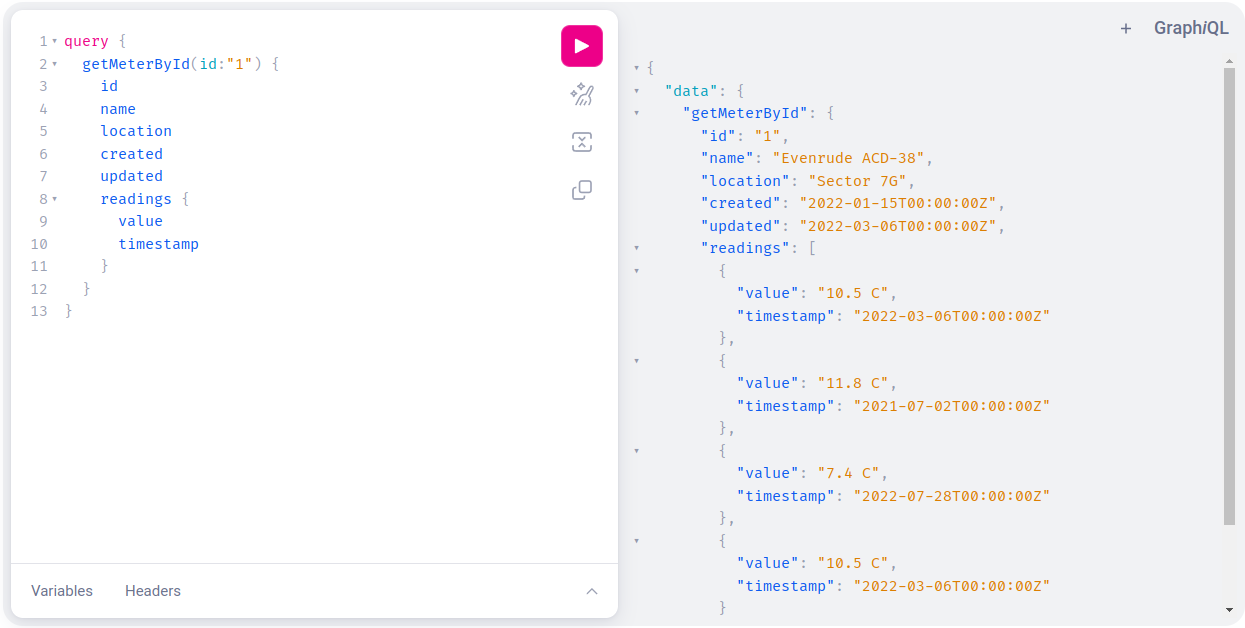 1 query {
2 getMeterById(id:"1") {
3 id
4 name
5 location
6 created
7 updated
8 readings {
9 value
10 timestamp
11 }
12 }
13 }
Variables Headers
+ GraphiQL
{
"data": {
"getMeterById": {
"id": "1",
"name": "Evenrude ACD-38",
"location": "Sector 7G",
"created": "2022-01-15T00:00:00Z",
"updated": "2022-03-06T00:00:00Z",
"readings": [
{
"value": "10.5 C",
"timestamp": "2022-03-06T00:00:00Z"
},
{
"value": "11.8 C",
"timestamp": "2021-07-02T00:00:00Z"
},
{
"value": "7.4 C",
"timestamp": "2022-07-28T00:00:00Z"
},
{
"value": "10.5 C",
"timestamp": "2022-03-06T00:00:00Z"
}